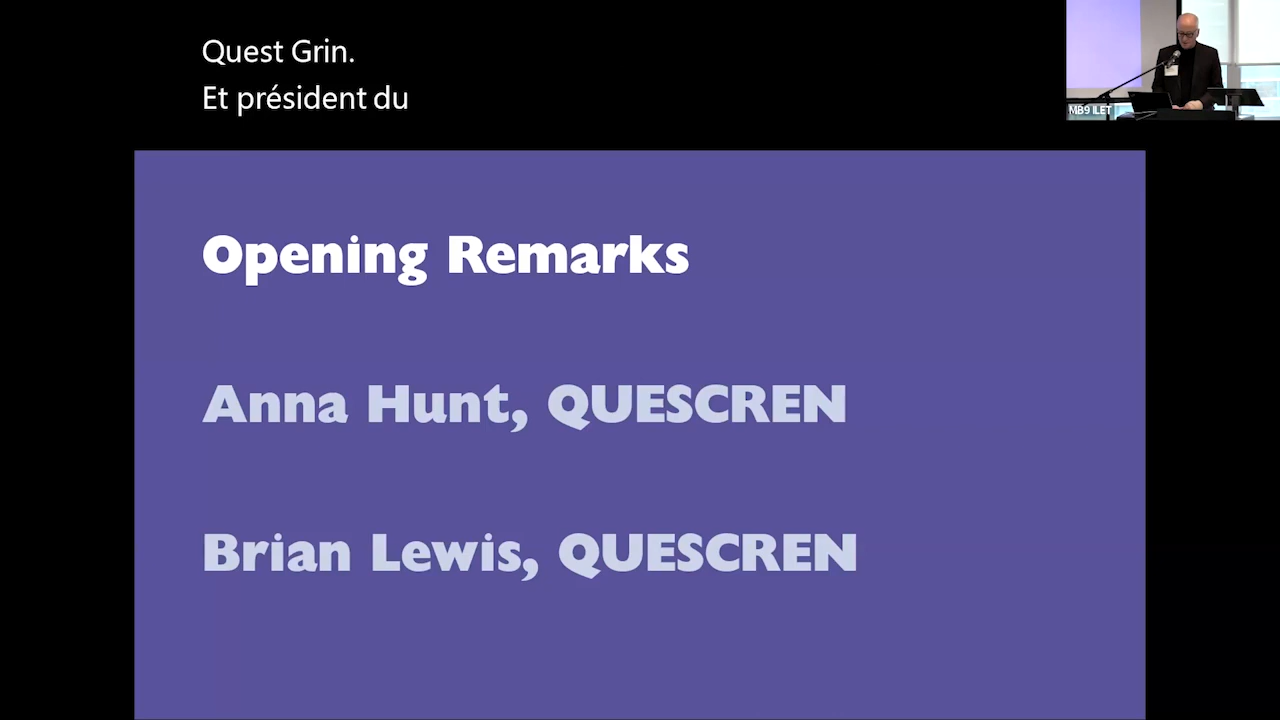 Quest Grin.
Et président du
MB9 ILET
Opening Remarks
Anna Hunt, QUESCREN
Brian Lewis, QUESCREN